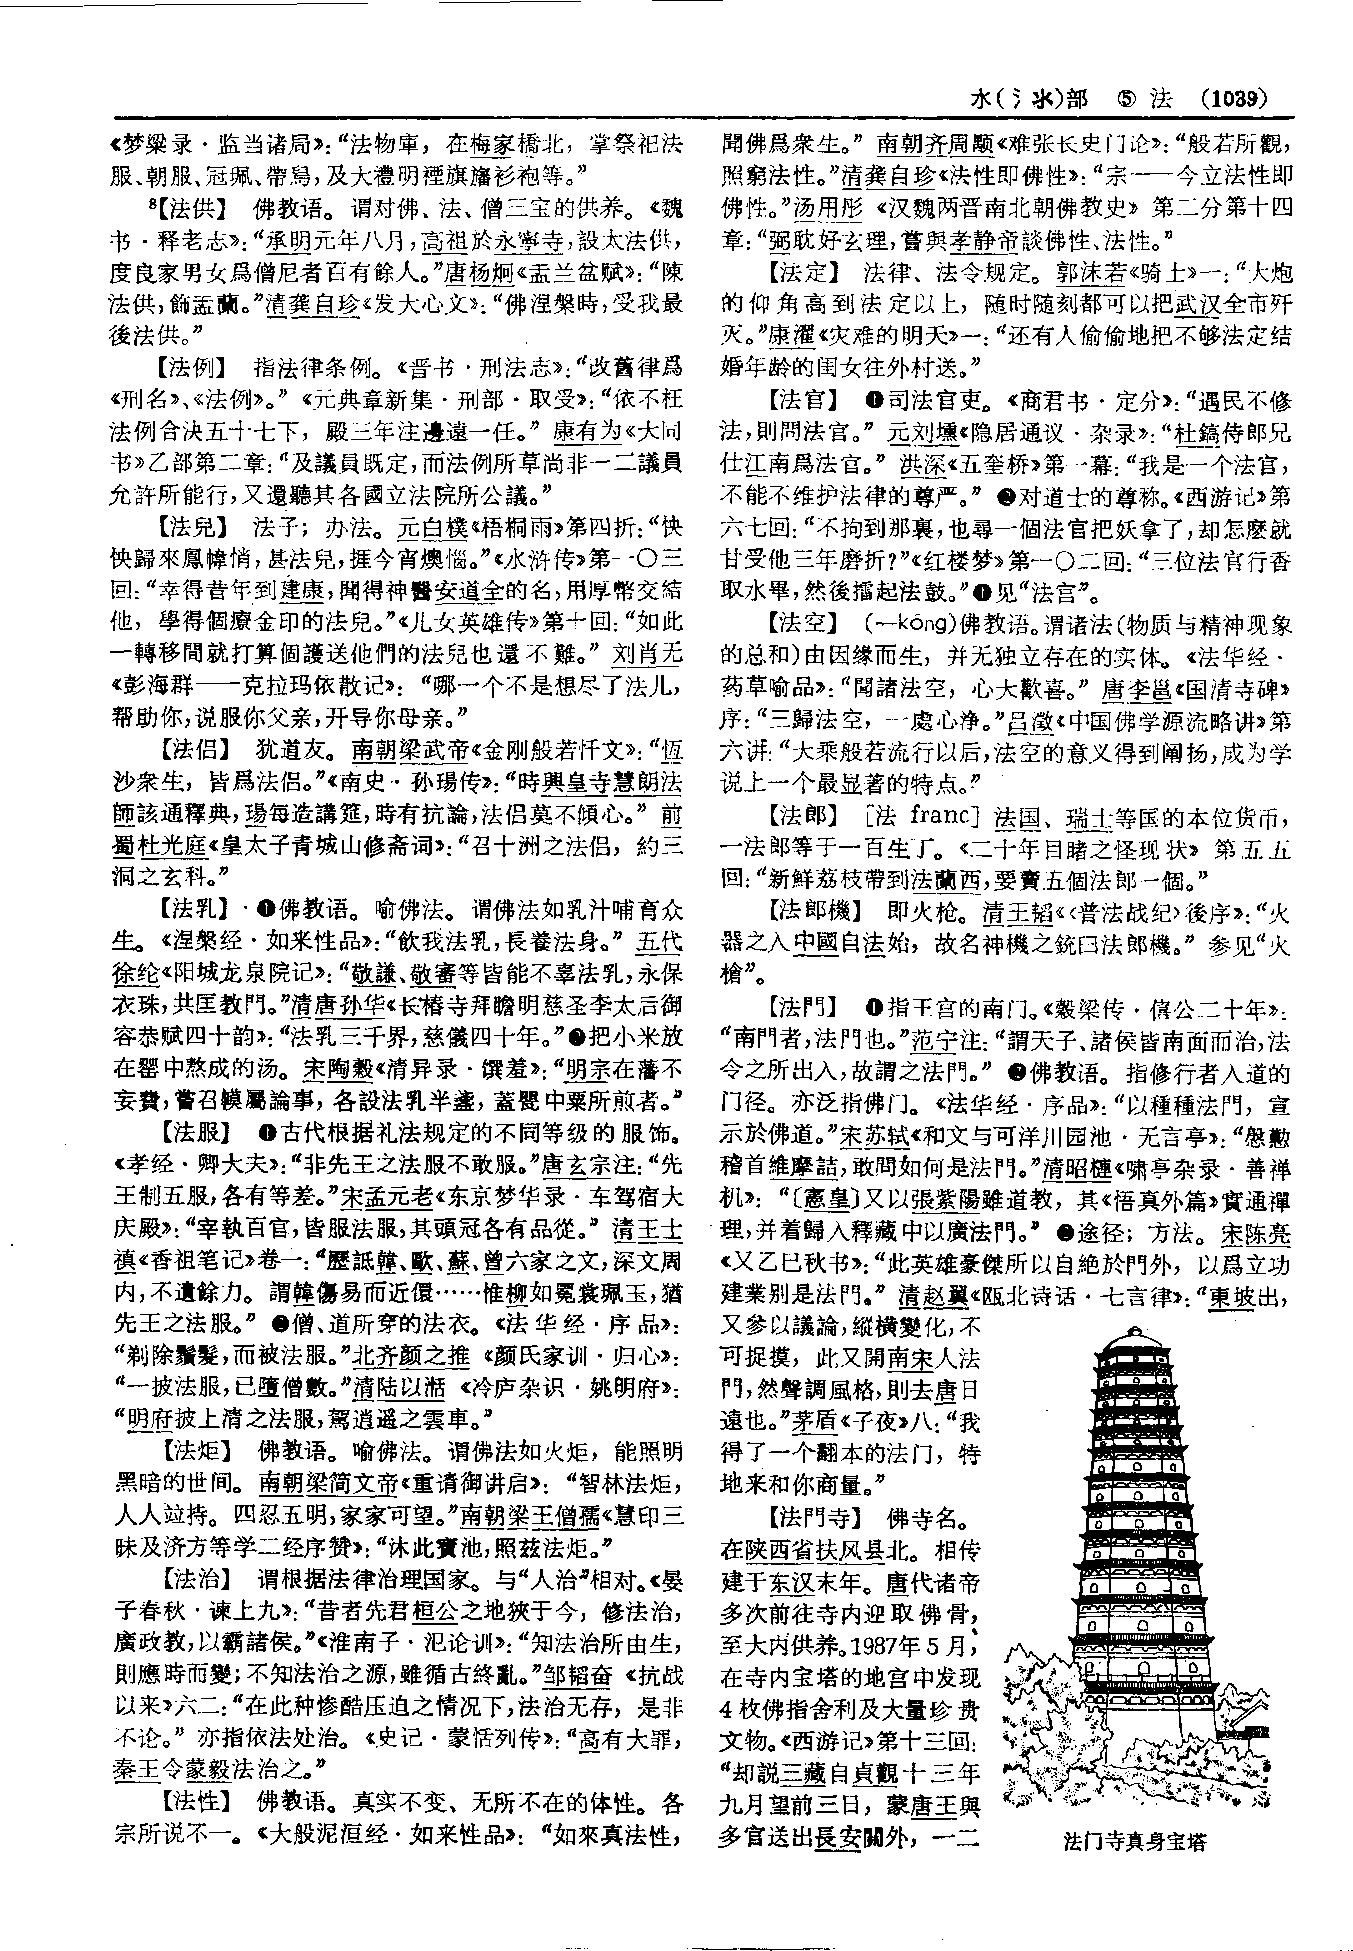 水(氵氺)部　⑤　法　(1039)
《梦粱录·监当诸局》：“法物庫，在梅家橋北，掌祭祀法
服、朝服、冠珮、帶舄，及大禮明禋旗旛衫袍等。”
⁸【法供】　佛教语。谓对佛、法、僧三宝的供养。《魏
书·释老志》：“承明元年八月，高祖於永寧寺，設太法供，
度良家男女爲僧尼者百有餘人。”唐杨炯《盂兰盆赋》：“陳
法供，飾盂蘭。”清龚自珍《发大心文》：“佛涅槃時，受我最
後法供。”
【法例】　指法律条例。《晋书·刑法志》：“改舊律爲
《刑名》、《法例》。”《元典章新集·刑部·取受》：“依不枉
法例合決五十七下，殿三年注邊遠一任。”康有为《大同
书》乙部第二章：“及議員既定，而法例所草尚非一二議員
允許所能行，又還聽其各國立法院所公議。”
【法兒】　法子；办法。元白樸《梧桐雨》第四折：“怏
怏歸來鳳幃悄，甚法兒，捱今宵懊惱。”《水浒传》第一〇三
回：“幸得昔年到建康，聞得神醫安道全的名，用厚幣交結
他，學得個療金印的法兒。”《儿女英雄传》第十回：“如此
一轉移間就打算個護送他們的法兒也還不難。”刘肖无
《彭海群——克拉玛依散记》：“哪一个不是想尽了法儿，
帮助你，说服你父亲，开导你母亲。”
【法侣】　犹道友。南朝梁武帝《金刚般若忏文》：“恆
沙衆生，皆爲法侣。”《南史·孙瑒传》：“時興皇寺慧朗法
師該通釋典，瑒每造講筵，時有抗論，法侣莫不傾心。”前
蜀杜光庭《皇太子青城山修斋词》：“召十洲之法侣，約三
洞之玄科。”
【法乳】　❶佛教语。喻佛法。谓佛法如乳汁哺育众
生。《涅槃经·如来性品》：“飲我法乳，長養法身。”五代
徐纶《阳城龙泉院记》：“敬謙、敬審等皆能不辜法乳，永保
衣珠，共匡教門。”清唐孙华《长椿寺拜瞻明慈圣李太后御
容恭赋四十韵》：“法乳三千界，慈儀四十年。”❷把小米放
在罂中熬成的汤。宋陶穀《清异录·馔羞》：“明宗在藩不
妄費，嘗召幙屬論事，各設法乳半盞，蓋罌中粟所煎者。”
【法服】　❶古代根据礼法规定的不同等级的服饰。
《孝经·卿大夫》：“非先王之法服不敢服。”唐玄宗注：“先
王制五服，各有等差。”宋孟元老《东京梦华录·车驾宿大
庆殿》：“宰執百官，皆服法服，其頭冠各有品從。”清王士
禛《香祖笔记》卷一：“歷詆韓、歐、蘇、曾六家之文，深文周
内，不遺餘力。謂韓傷易而近儇……惟柳如冕裳珮玉，猶
先王之法服。”❷僧、道所穿的法衣。《法华经·序品》：
“剃除鬚髮，而被法服。”北齐颜之推《颜氏家训·归心》：
“一披法服，已墮僧數。”清陆以湉《冷庐杂识·姚明府》：
“明府披上清之法服，駕逍遥之雲車。”
【法炬】　佛教语。喻佛法。谓佛法如火炬，能照明
黑暗的世间。南朝梁简文帝《重请御讲启》：“智林法炬，
人人竝持。四忍五明，家家可望。”南朝梁王僧孺《慧印三
昧及济方等学二经序赞》：“沐此寶池，照兹法炬。”
【法治】　谓根据法律治理国家。与“人治”相对。《晏
子春秋·谏上九》：“昔者先君桓公之地狹于今，修法治，
廣政教，以霸諸侯。”《淮南子·氾论训》：“知法治所由生，
則應時而變；不知法治之源，雖循古終亂。”邹韬奋《抗战
以来》六二：“在此种惨酷压迫之情况下，法治无存，是非
不论。”亦指依法处治。《史记·蒙恬列传》：“高有大罪，
秦王令蒙毅法治之。”
【法性】　佛教语。真实不变、无所不在的体性。各
宗所说不一。《大般泥洹经·如来性品》：“如來真法性，
聞佛爲衆生。”南朝齐周颙《难张长史门论》：“般若所觀，
照窮法性。”清龚自珍《法性即佛性》：“宗——今立法性即
佛性。”汤用彤《汉魏两晋南北朝佛教史》第二分第十四
章：“弼耽好玄理，嘗與孝静帝談佛性、法性。”
【法定】　法律、法令规定。郭沫若《骑士》一：“大炮
的仰角高到法定以上，随时随刻都可以把武汉全市歼
灭。”康濯《灾难的明天》一：“还有人偷偷地把不够法定结
婚年龄的闺女往外村送。”
【法官】　❶司法官吏。《商君书·定分》：“遇民不修
法，則問法官。”元刘壎《隐居通议·杂录》：“杜鎬侍郎兄
仕江南爲法官。”洪深《五奎桥》第一幕：“我是一个法官，
不能不维护法律的尊严。”❷对道士的尊称。《西游记》第
六七回：“不拘到那裏，也尋一個法官把妖拿了，却怎麽就
甘受他三年磨折？”《红楼梦》第一〇二回：“三位法官行香
取水畢，然後擂起法鼓。”❸见“法宫”。
【法空】　(—kōng)佛教语。谓诸法(物质与精神现象
的总和)由因缘而生，并无独立存在的实体。《法华经·
药草喻品》：“聞諸法空，心大歡喜。”唐李邕《国清寺碑》
序：“三歸法空，一處心净。”吕澂《中国佛学源流略讲》第
六讲：“大乘般若流行以后，法空的意义得到阐扬，成为学
说上一个最显著的特点。”
【法郎】　[法 franc] 法国、瑞士等国的本位货币，
一法郎等于一百生丁。《二十年目睹之怪现状》第五五
回：“新鮮荔枝帶到法蘭西，要賣五個法郎一個。”
【法郎機】　即火枪。清王韬《〈普法战纪〉後序》：“火
器之入中國自法始，故名神機之銃曰法郎機。”参见“火
槍”。
【法門】　❶指王宫的南门。《穀梁传·僖公二十年》：
“南門者，法門也。”范宁注：“謂天子、諸侯皆南面而治，法
令之所出入，故謂之法門。”❷佛教语。指修行者入道的
门径。亦泛指佛门。《法华经·序品》：“以種種法門，宣
示於佛道。”宋苏轼《和文与可洋川园池·无言亭》：“慇懃
稽首維摩詰，敢問如何是法門。”清昭槤《啸亭杂录·善禅
机》：“〔憲皇〕又以張紫陽雖道教，其《悟真外篇》實通禪
理，并着歸入釋藏中以廣法門。”❸途径；方法。宋陈亮
《又乙巳秋书》：“此英雄豪傑所以自絶於門外，以爲立功
建業别是法門。”清赵翼《瓯北诗话·七言律》：“東坡出，
又參以議論，縱横變化，不
可捉摸，此又開南宋人法
門，然聲調風格，則去唐日
遠也。”茅盾《子夜》八：“我
得了一个翻本的法门，特
地来和你商量。”
【法門寺】　佛寺名。
在陕西省扶风县北。相传
建于东汉末年。唐代诸帝
多次前往寺内迎取佛骨，
至大内供养。1987年5月，
在寺内宝塔的地宫中发现
4枚佛指舍利及大量珍贵
文物。《西游记》第十三回：
“却説三藏自貞觀十三年
九月望前三日，蒙唐王與
多官送出長安關外，一二
法门寺真身宝塔